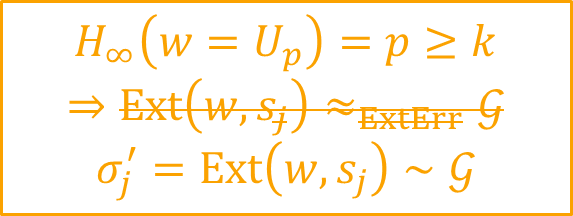 H∞(w = Uₚ) = p ≥ k
⇒ Ext(w, sⱼ) ≈ExtErr 𝒢
σⱼ′ = Ext(w, sⱼ) ~ 𝒢